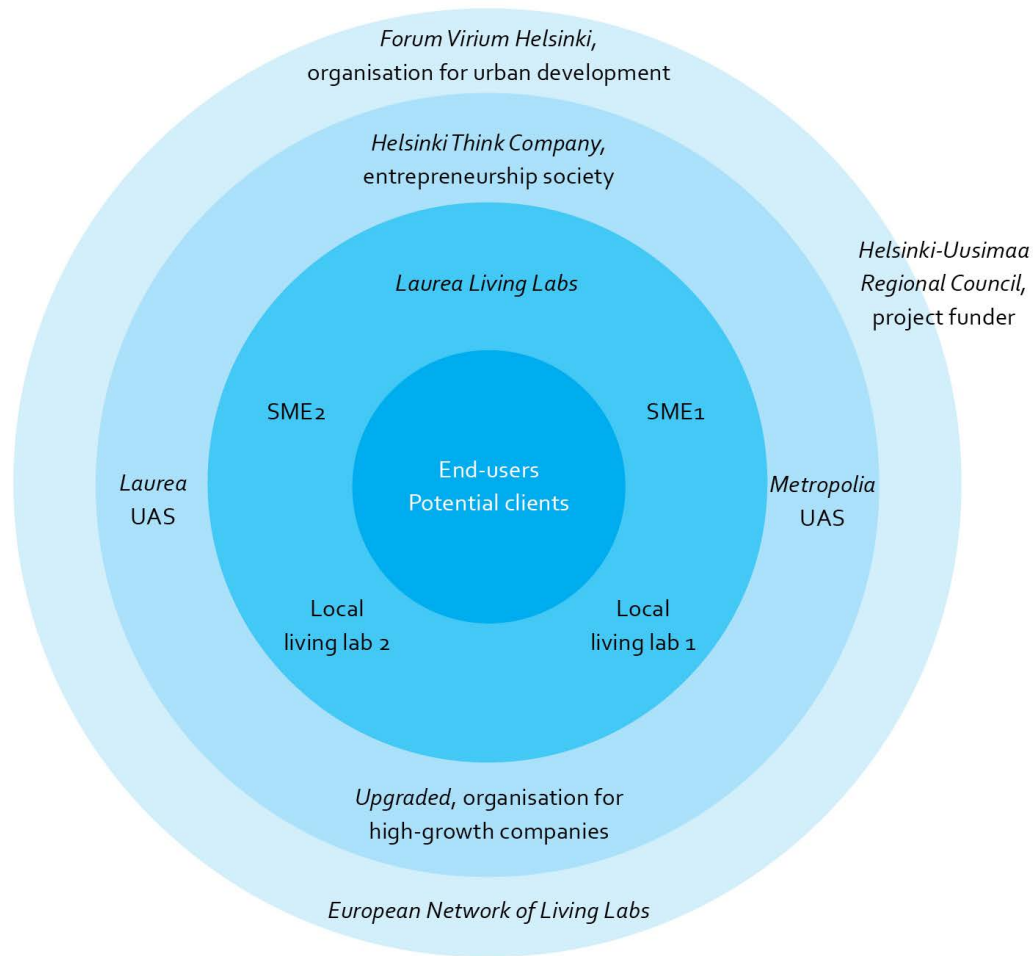 Forum Virium Helsinki,
organisation for urban development
Helsinki Think Company,
entrepreneurship society
Helsinki-Uusimaa
Regional Council,
project funder
Laurea Living Labs
SME2
SME1
End-users
Potential clients
Laurea
UAS
Metropolia
UAS
Local
living lab 2
Local
living lab 1
Upgraded, organisation for
high-growth companies
European Network of Living Labs